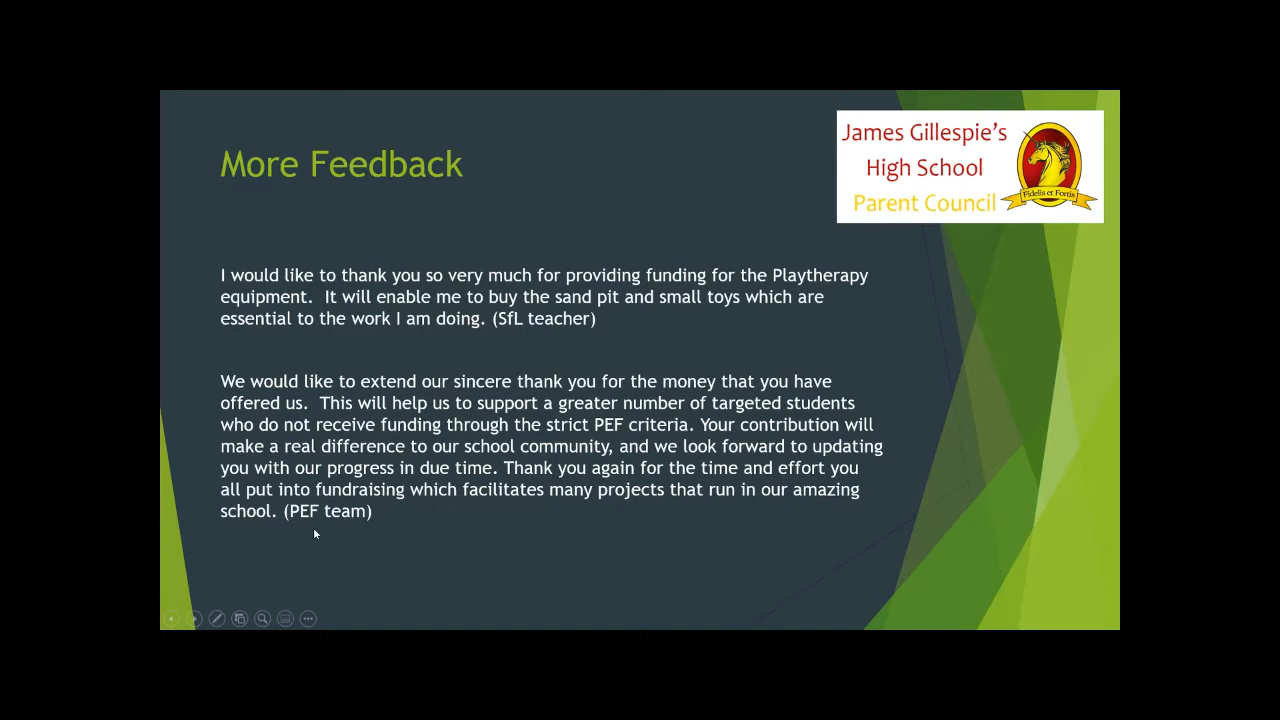 More Feedback
James Gillespie's
High School
Parent Council
Fidelis et Fortis
I would like to thank you so very much for providing funding for the Playtherapy
equipment.  It will enable me to buy the sand pit and small toys which are
essential to the work I am doing. (SfL teacher)
We would like to extend our sincere thank you for the money that you have
offered us.  This will help us to support a greater number of targeted students
who do not receive funding through the strict PEF criteria. Your contribution will
make a real difference to our school community, and we look forward to updating
you with our progress in due time. Thank you again for the time and effort you
all put into fundraising which facilitates many projects that run in our amazing
school. (PEF team)